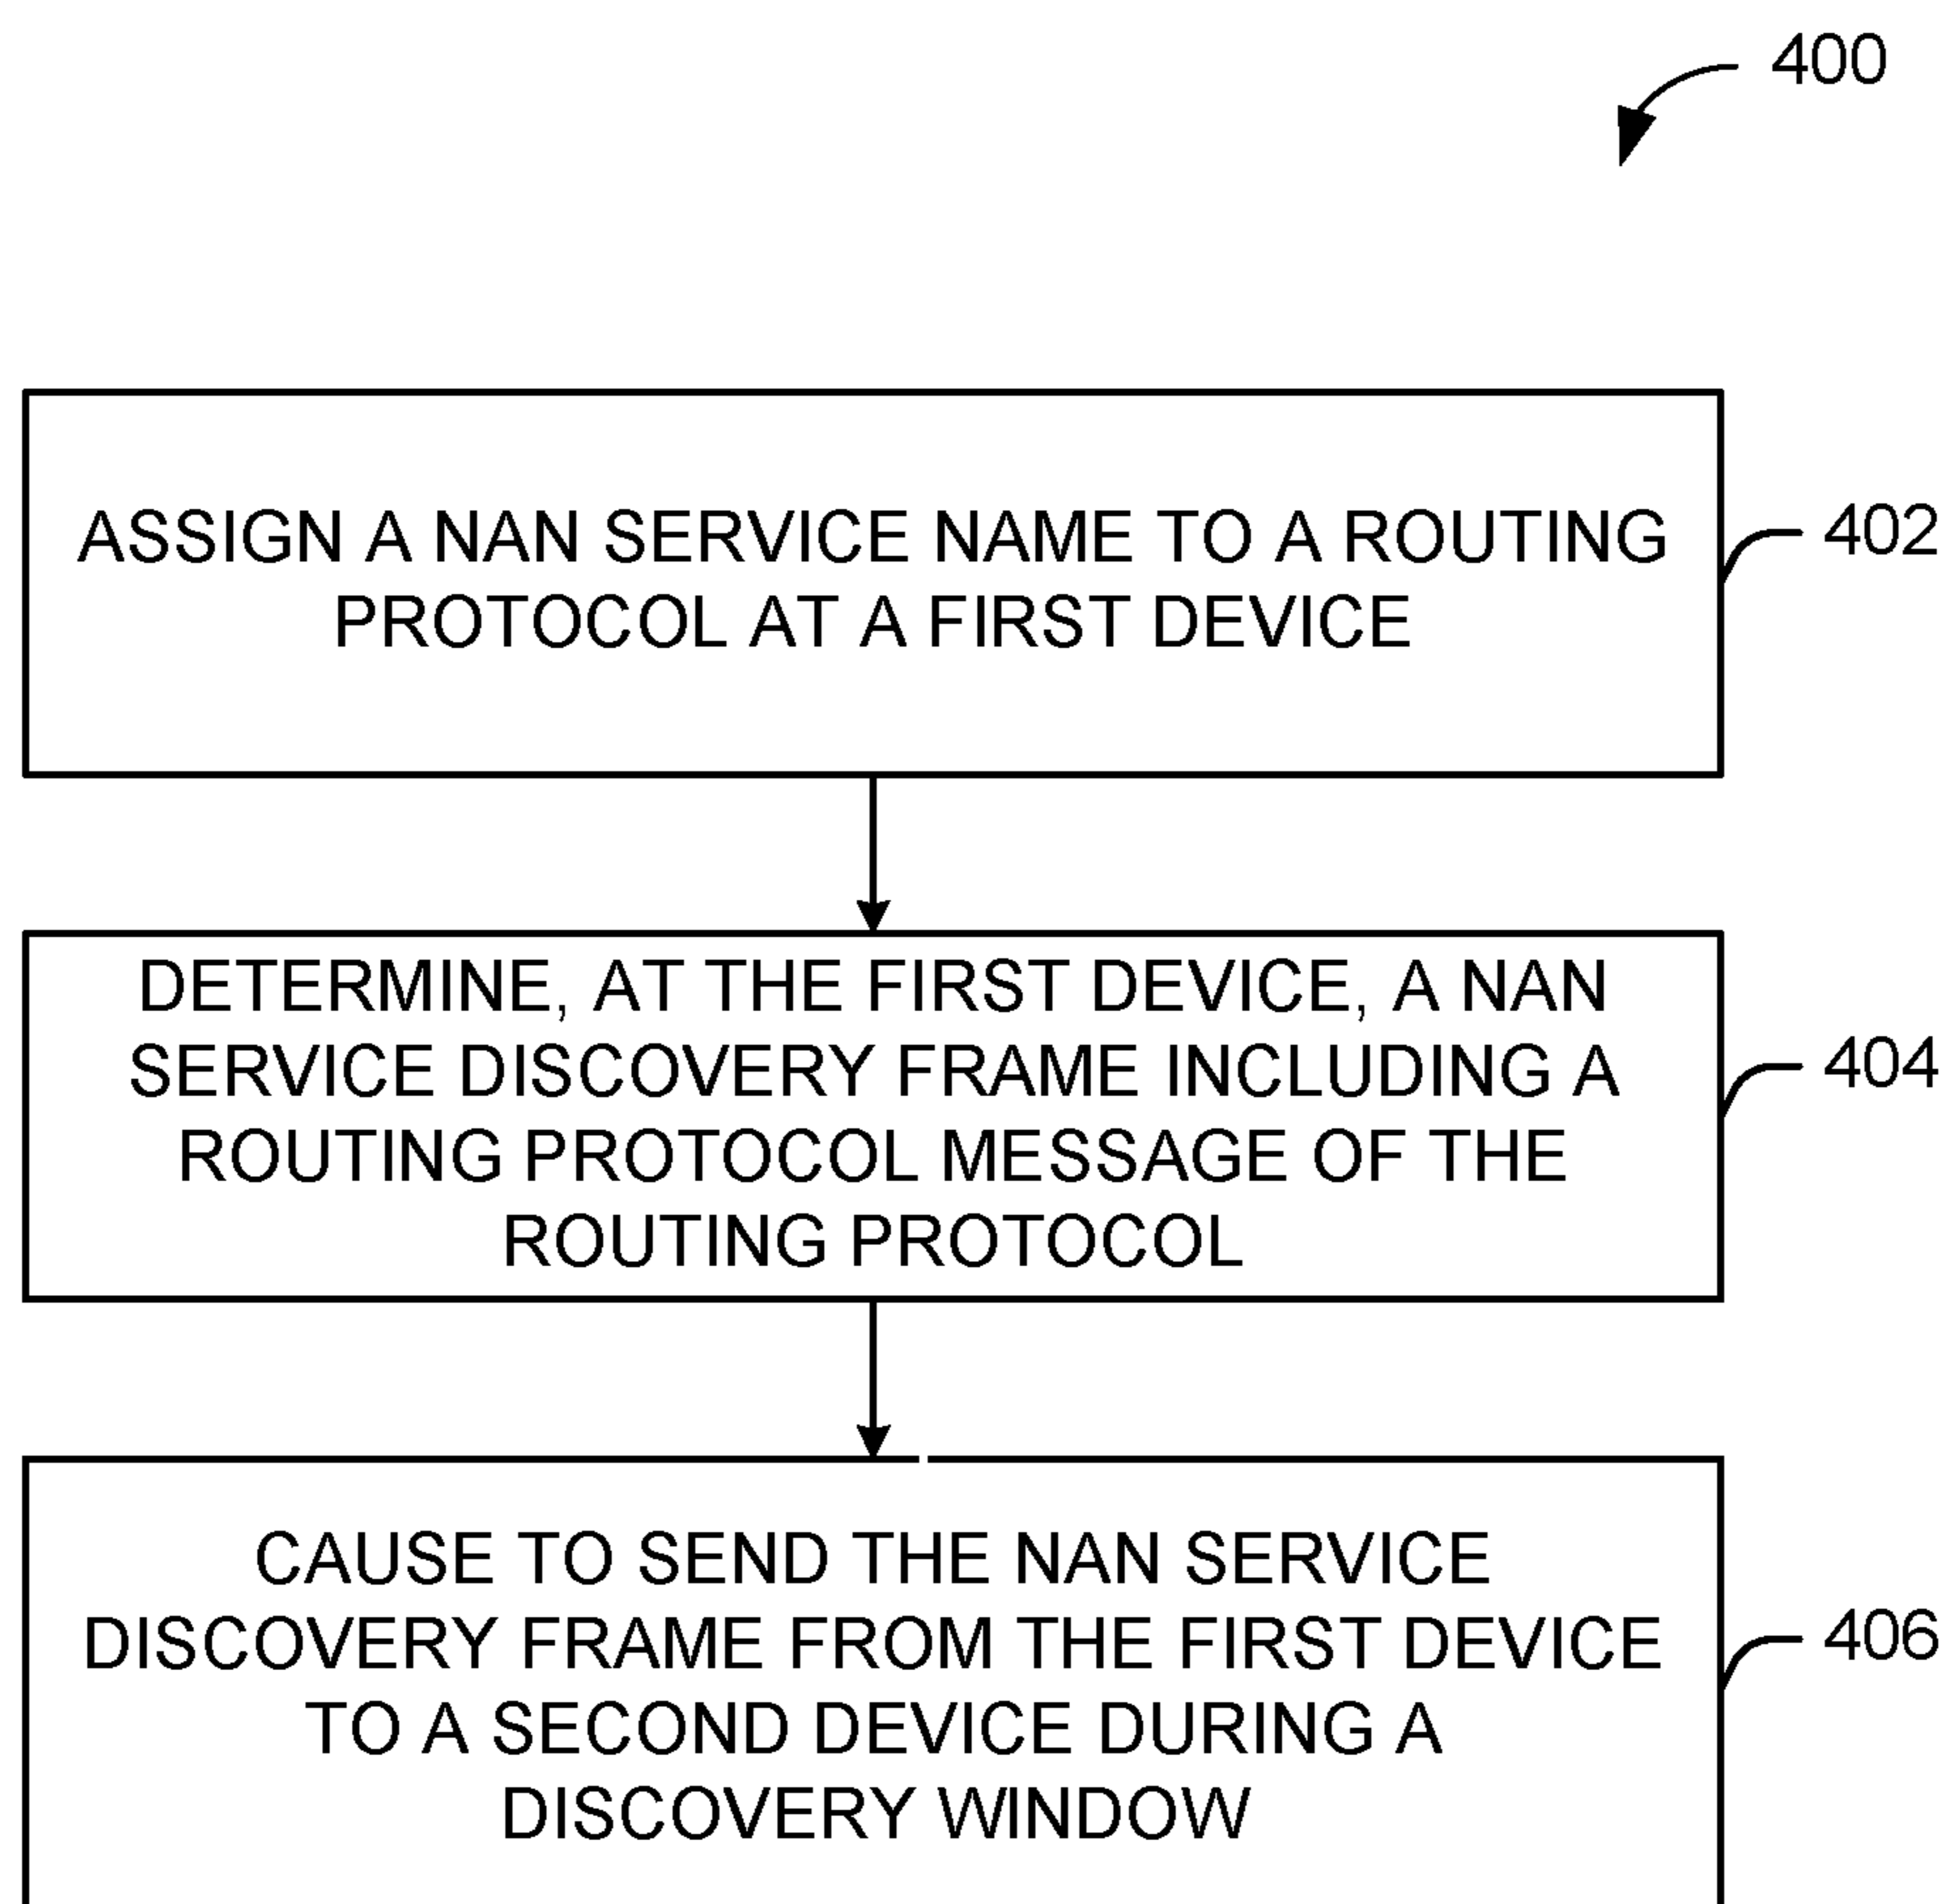 400
ASSIGN A NAN SERVICE NAME TO A ROUTING
PROTOCOL AT A FIRST DEVICE
402
DETERMINE, AT THE FIRST DEVICE, A NAN
SERVICE DISCOVERY FRAME INCLUDING A
ROUTING PROTOCOL MESSAGE OF THE
ROUTING PROTOCOL
404
CAUSE TO SEND THE NAN SERVICE
DISCOVERY FRAME FROM THE FIRST DEVICE
TO A SECOND DEVICE DURING A
DISCOVERY WINDOW
406